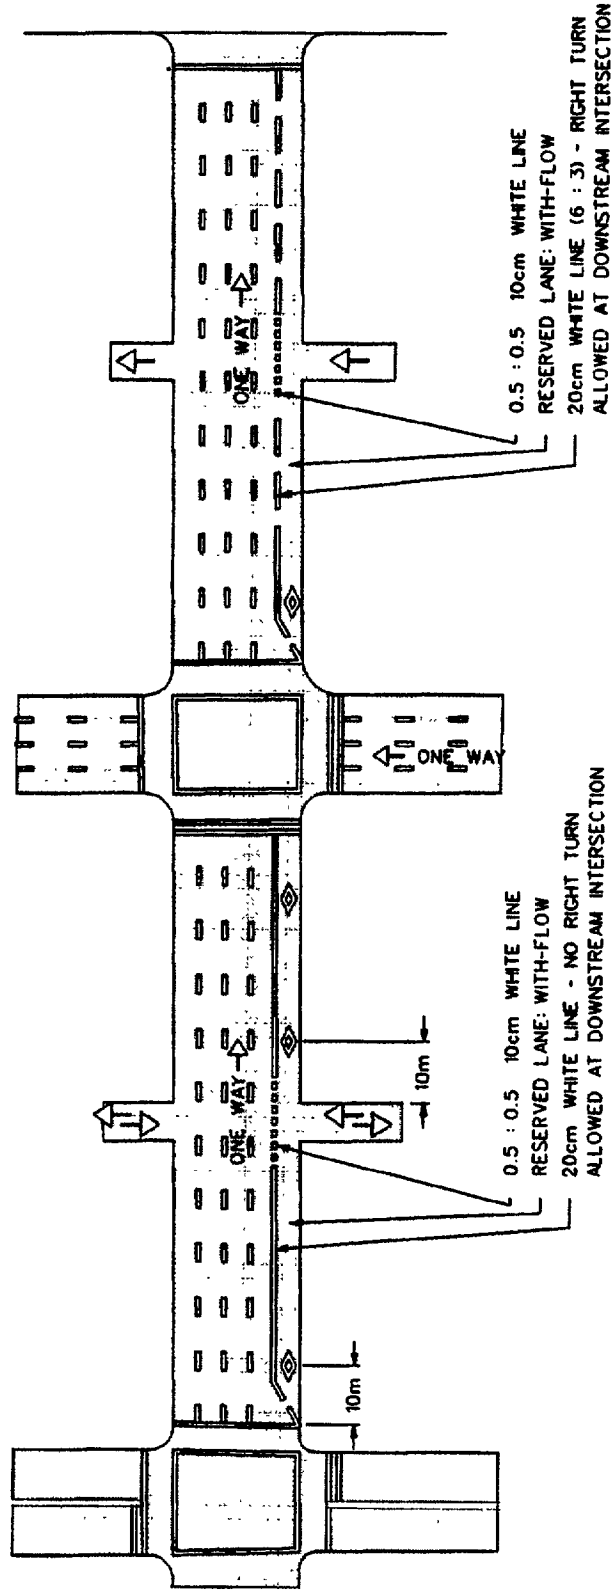 ONE WAY
0.5 : 0.5 10cm WHITE LINE
RESERVED LANE: WITH-FLOW
20cm WHITE LINE - NO RIGHT TURN
ALLOWED AT DOWNSTREAM INTERSECTION
10m
10m
ONE WAY
ONE WAY
0.5 : 0.5 10cm WHITE LINE
RESERVED LANE: WITH-FLOW
20cm WHITE LINE (6 : 3) - RIGHT TURN
ALLOWED AT DOWNSTREAM INTERSECTION